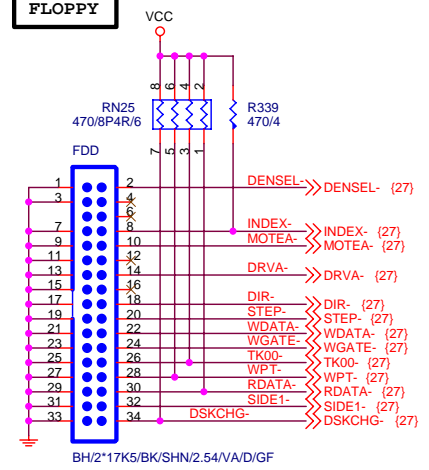 FLOPPY
VCC
8 6 4 2
RN25
470/8P4R/6
R339
470/4
7 5 3 1
FDD
1 2 DENSEL- DENSEL- {27}
3 4
6
7 8 INDEX- INDEX- {27}
9 10 MOTEA- MOTEA- {27}
11 12
13 14 DRVA- DRVA- {27}
15 16
17 18 DIR- DIR- {27}
19 20 STEP- STEP- {27}
21 22 WDATA- WDATA- {27}
23 24 WGATE- WGATE- {27}
25 26 TK00- TK00- {27}
27 28 WPT- WPT- {27}
29 30 RDATA- RDATA- {27}
31 32 SIDE1- SIDE1- {27}
33 34 DSKCHG- DSKCHG- {27}
BH/2*17K5/BK/SHN/2.54/VA/D/GF